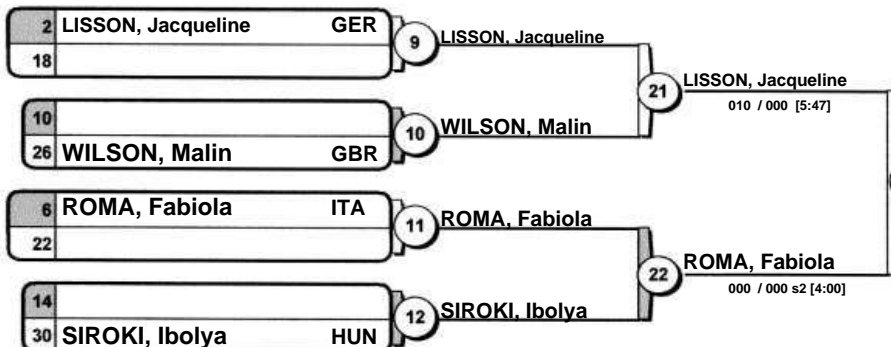 2 LISSON, Jacqueline GER
18
9 LISSON, Jacqueline
10
26 WILSON, Malin GBR
10 WILSON, Malin
21 LISSON, Jacqueline
010 / 000 [5:47]
6 ROMA, Fabiola ITA
22
11 ROMA, Fabiola
14
30 SIROKI, Ibolya HUN
12 SIROKI, Ibolya
22 ROMA, Fabiola
000 / 000 s2 [4:00]